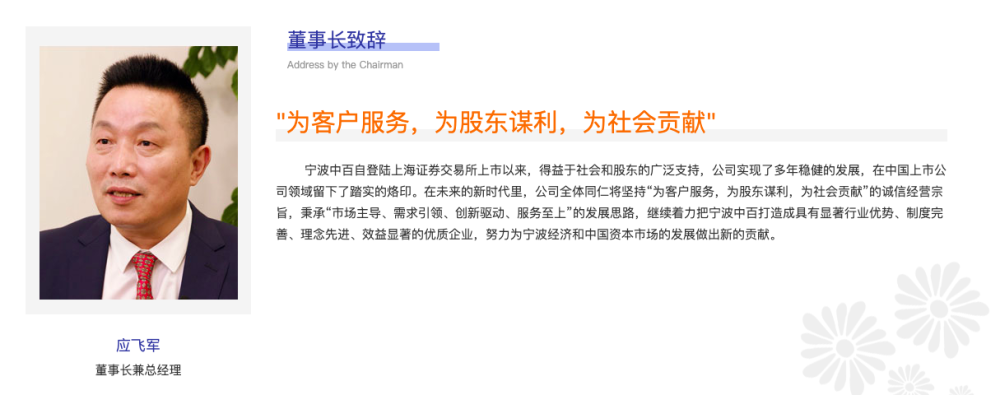 董事长致辞
Address by the Chairman
"为客户服务，为股东谋利，为社会贡献"
宁波中百自登陆上海证券交易所上市以来，得益于社会和股东的广泛支持，公司实现了多年稳健的发展，在中国上市公
司领域留下了踏实的烙印。在未来的新时代里，公司全体同仁将坚持“为客户服务，为股东谋利，为社会贡献”的诚信经营宗
旨，秉承“市场主导、需求引领、创新驱动、服务至上”的发展思路，继续着力把宁波中百打造成具有显著行业优势、制度完
善、理念先进、效益显著的优质企业，努力为宁波经济和中国资本市场的发展做出新的贡献。
应飞军
董事长兼总经理